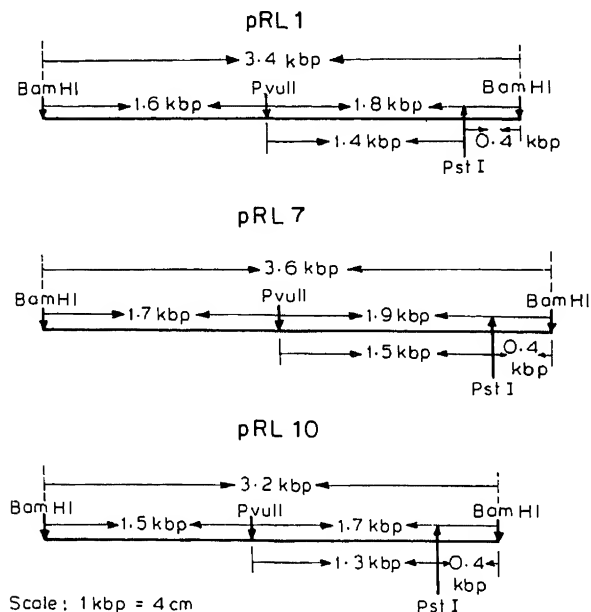 pRL 1
3.4 kbp
BamHI PvuII BamHI
1.6 kbp 1.8 kbp
1.4 kbp 0.4 kbp
Pst I
pRL 7
3.6 kbp
BamHI PvuII BamHI
1.7 kbp 1.9 kbp
1.5 kbp 0.4
kbp
Pst I
pRL 10
3.2 kbp
BamHI PvuII BamHI
1.5 kbp 1.7 kbp
1.3 kbp 0.4
kbp
Scale; 1 kbp = 4 cm Pst I